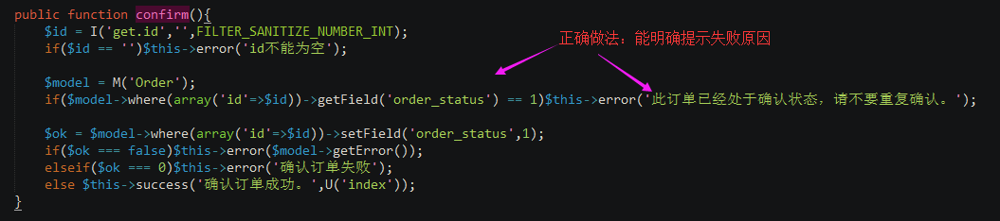 public function confirm(){
$id = I('get.id','',FILTER_SANITIZE_NUMBER_INT);
if($id == '')$this->error('id不能为空');
正确做法：能明确提示失败原因
$model = M('Order');
if($model->where(array('id'=>$id))->getField('order_status') == 1)$this->error('此订单已经处于确认状态，请不要重复确认。');
$ok = $model->where(array('id'=>$id))->setField('order_status',1);
if($ok === false)$this->error($model->getError());
elseif($ok === 0)$this->error('确认订单失败');
else $this->success('确认订单成功。',U('index'));
}